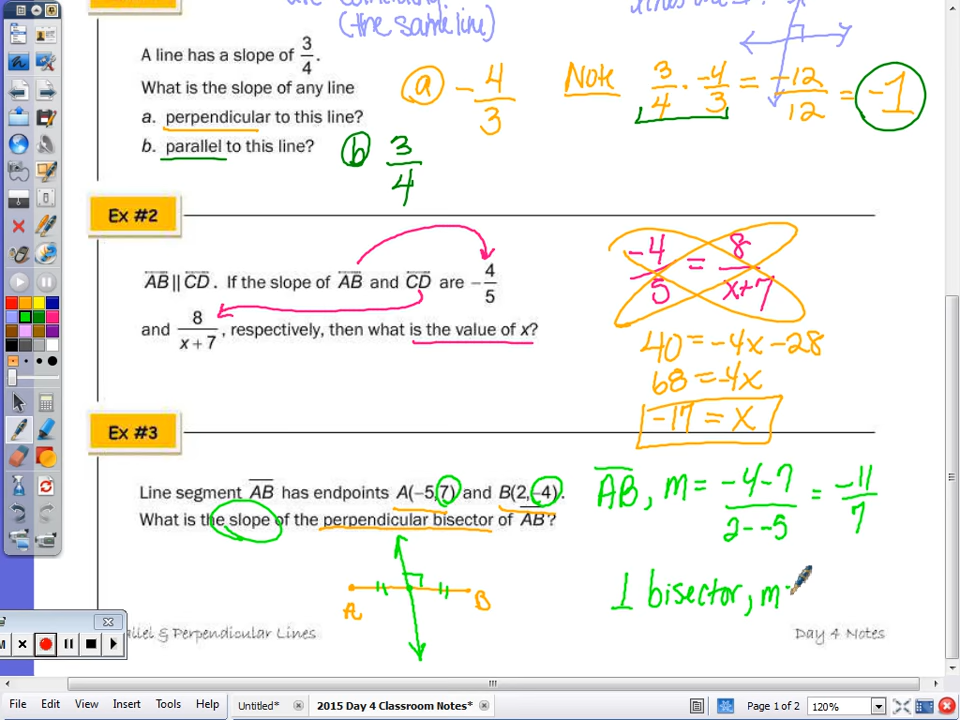 (the same line)
A line has a slope of 3/4.
What is the slope of any line
a. perpendicular to this line?
b. parallel to this line?
a -4/3
b 3/4
Note 3/4 · -4/3 = -12/12 = -1
Ex #2
AB || CD. If the slope of AB and CD are -4/5
and 8/x + 7, respectively, then what is the value of x?
-4/5 = 8/x+7
40 = -4x - 28
68 = -4x
-17 = x
Ex #3
Line segment AB has endpoints A(-5,7) and B(2,-4).
What is the slope of the perpendicular bisector of AB?
AB, m = -4-7/2--5 = -11/7
A B
⊥ bisector, m
allel & Perpendicular Lines
Day 4 Notes
File Edit View Insert Tools Help
Untitled*
2015 Day 4 Classroom Notes*
Page 1 of 2
120%